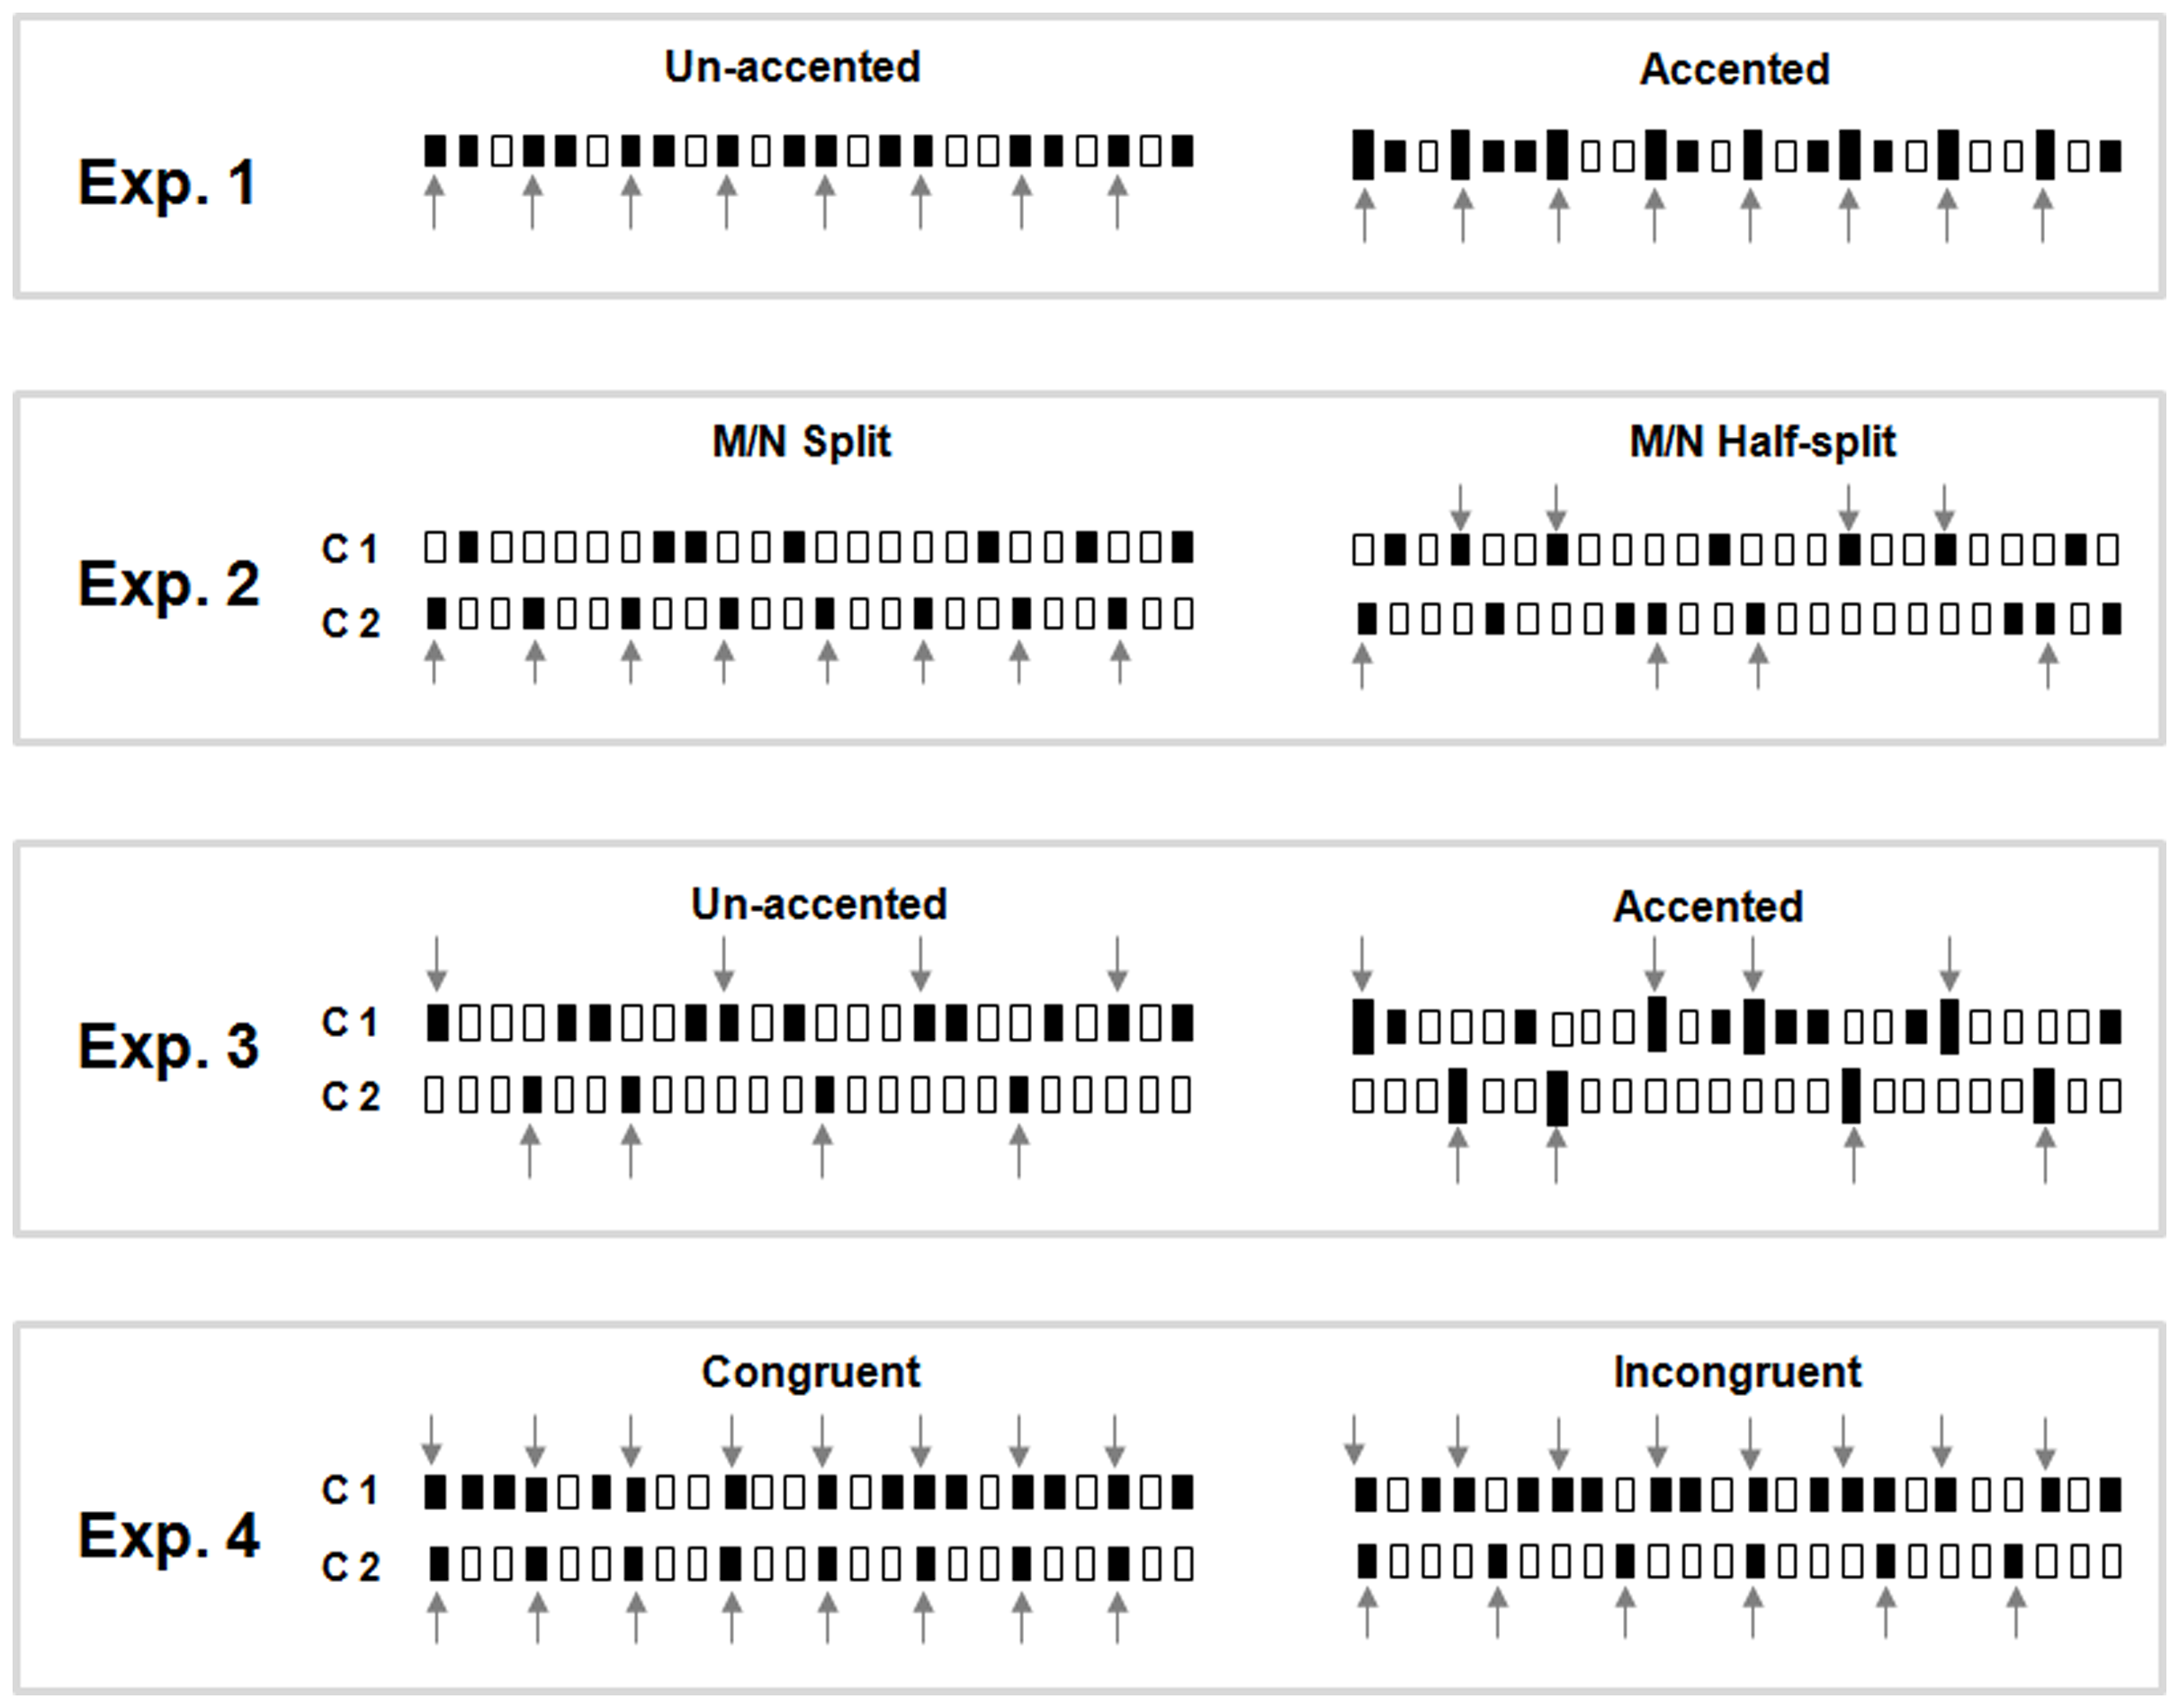 Un-accented Accented
Exp. 1
M/N Split M/N Half-split
C 1
Exp. 2
C 2
Un-accented Accented
C 1
Exp. 3
C 2
Congruent Incongruent
C 1
Exp. 4
C 2